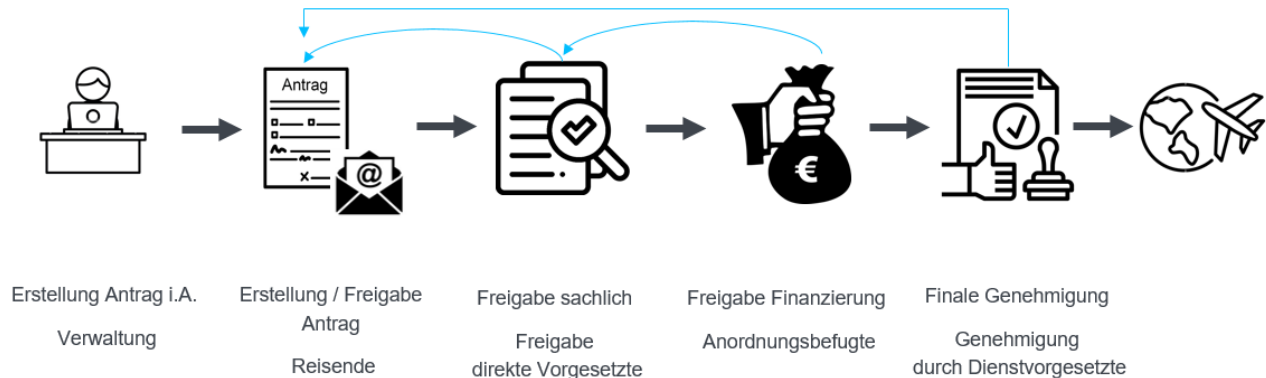 Antrag
@
€
Erstellung Antrag i.A.
Verwaltung
Erstellung / Freigabe
Antrag
Reisende
Freigabe sachlich
Freigabe
direkte Vorgesetzte
Freigabe Finanzierung
Anordnungsbefugte
Finale Genehmigung
Genehmigung
durch Dienstvorgesetzte